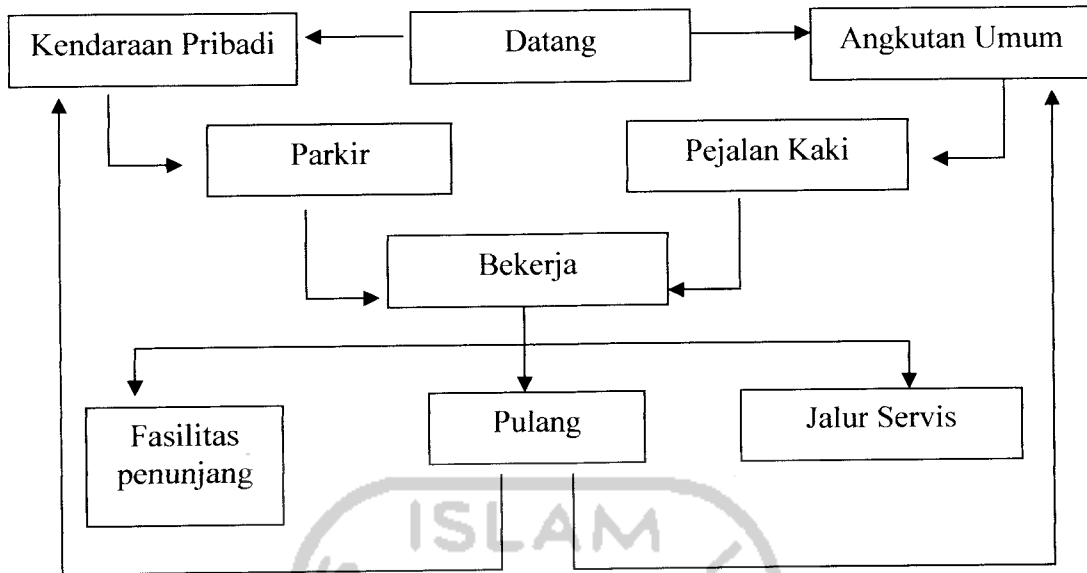 Kendaraan Pribadi
Datang
Angkutan Umum
Parkir
Pejalan Kaki
Bekerja
Fasilitas
penunjang
Pulang
Jalur Servis
ISLAM